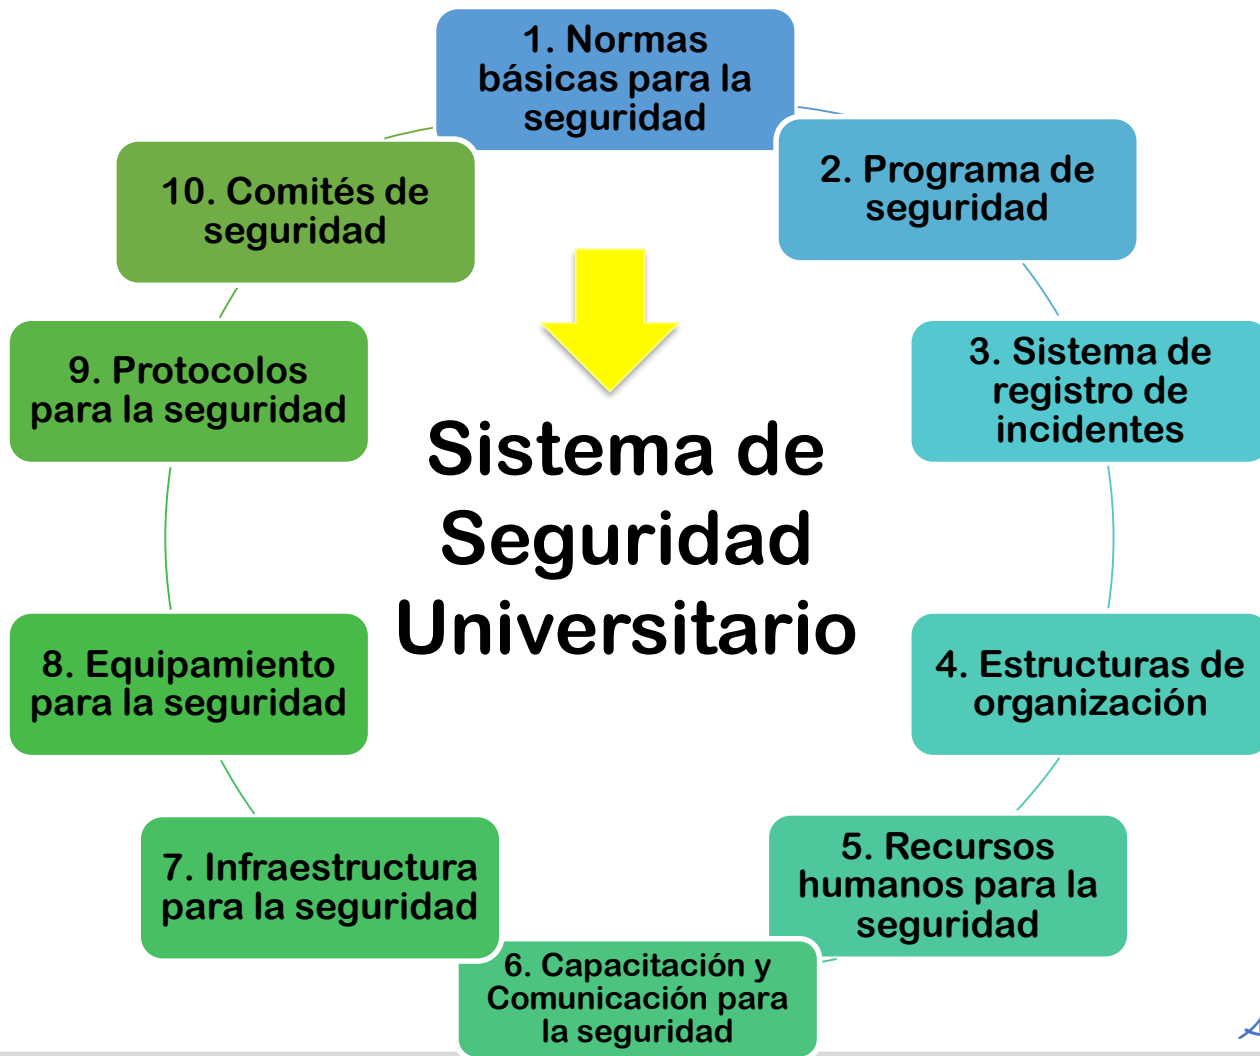 1. Normas
básicas para la
seguridad
2. Programa de
seguridad
3. Sistema de
registro de
incidentes
4. Estructuras de
organización
5. Recursos
humanos para la
seguridad
6. Capacitación y
Comunicación para
la seguridad
7. Infraestructura
para la seguridad
8. Equipamiento
para la seguridad
9. Protocolos
para la seguridad
10. Comités de
seguridad
Sistema de
Seguridad
Universitario